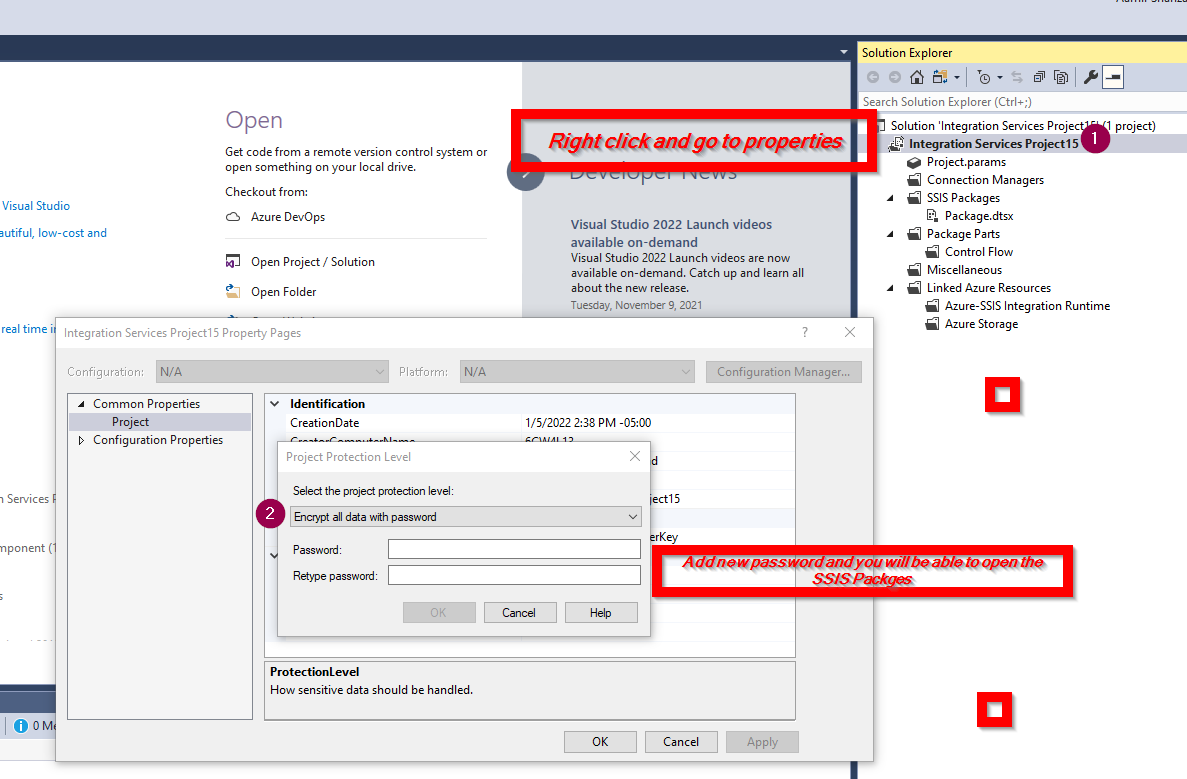 Solution Explorer
Search Solution Explorer (Ctrl+;)
Open
Get code from a remote version control system or
open something on your local drive.
Checkout from:
Azure DevOps
Open Project / Solution
Open Folder
Visual Studio
autiful, low-cost and
real time i
Right click and go to properties
Developer News
Visual Studio 2022 Launch videos
available on-demand
Visual Studio 2022 Launch videos are now
available on-demand. Catch up and learn all
about the new release.
Tuesday, November 9, 2021
Solution 'Integration Services Project15' (1 project)
Integration Services Project15
1
Project.params
Connection Managers
SSIS Packages
Package.dtsx
Package Parts
Control Flow
Miscellaneous
Linked Azure Resources
Azure-SSIS Integration Runtime
Azure Storage
Integration Services Project15 Property Pages
?
Configuration:
N/A
Platform:
N/A
Configuration Manager...
Common Properties
Project
Configuration Properties
Identification
CreationDate
1/5/2022 2:38 PM -05:00
CreatorComputerName
d
ject15
erKey
Project Protection Level
Select the project protection level:
2
Encrypt all data with password
Password:
Retype password:
OK
Cancel
Help
Add new password and you will be able to open the
SSIS Packges
ProtectionLevel
How sensitive data should be handled.
OK
Cancel
Apply
n Services P
mponent (1
s
0 Me